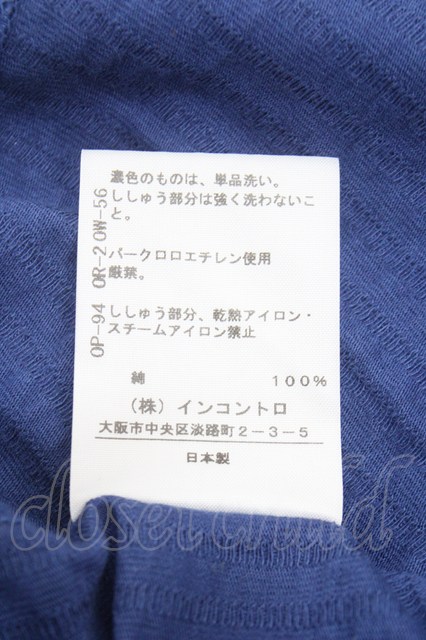 濃色のものは、単品洗い。
ししゅう部分は強く洗わないこ
と。
パークロロエチレン使用
厳禁。
ししゅう部分、乾熱アイロン・
スチームアイロン禁止
OP-94 OR-20W-56
綿 100%
(株)インコントロ
大阪市中央区淡路町2-3-5
日本製
closetchild